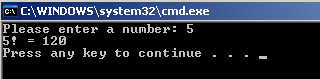 C:\WINDOWS\system32\cmd.exe
Please enter a number: 5
5! = 120
Press any key to continue . . . _